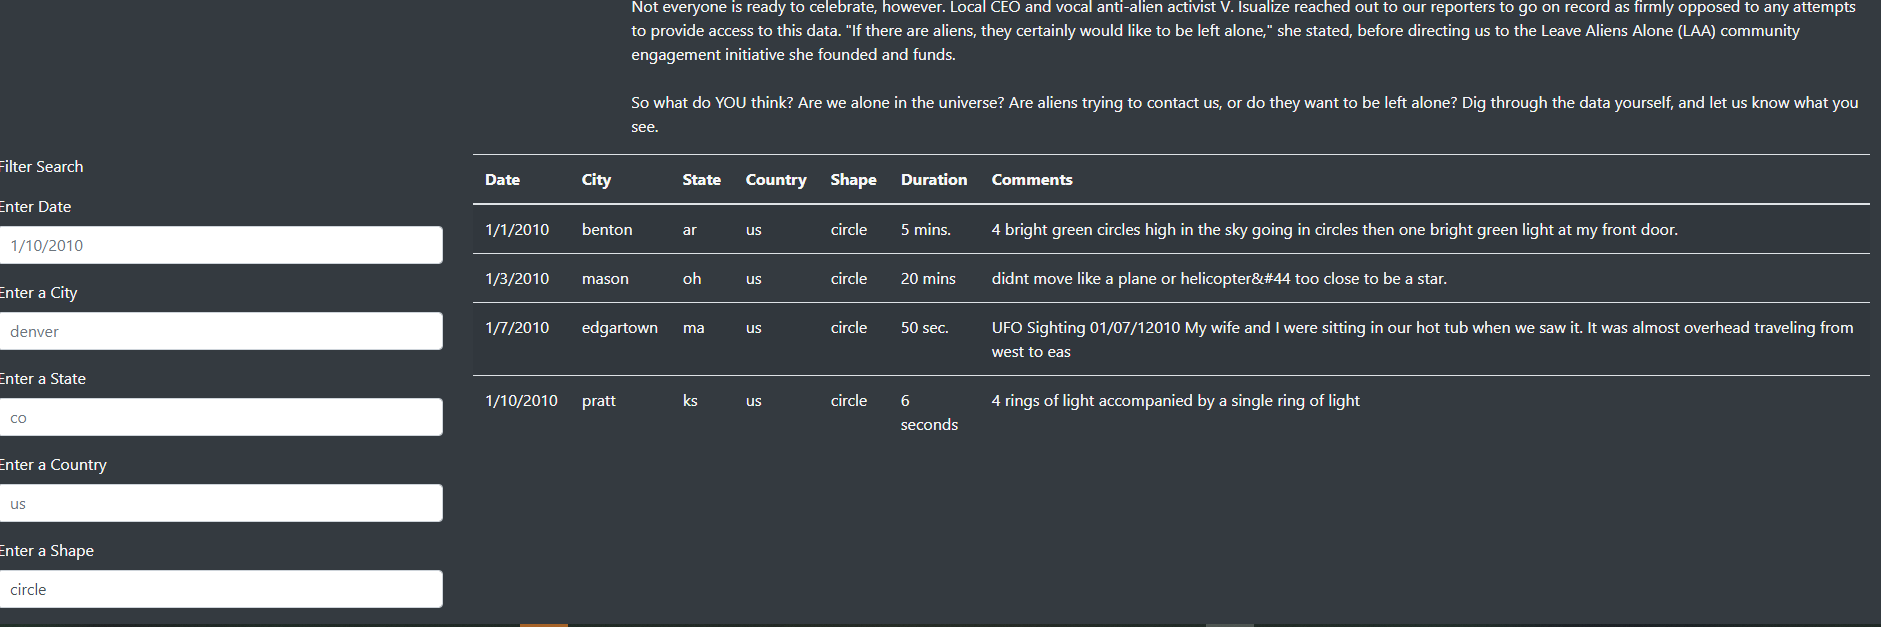 Not everyone is ready to celebrate, however. Local CEO and vocal anti-alien activist V. Isualize reached out to our reporters to go on record as firmly opposed to any attempts
to provide access to this data. "If there are aliens, they certainly would like to be left alone," she stated, before directing us to the Leave Aliens Alone (LAA) community
engagement initiative she founded and funds.
So what do YOU think? Are we alone in the universe? Are aliens trying to contact us, or do they want to be left alone? Dig through the data yourself, and let us know what you
see.
Filter Search
Enter Date
1/10/2010
Enter a City
denver
Enter a State
co
Enter a Country
us
Enter a Shape
circle
Date City State Country Shape Duration Comments
1/1/2010 benton ar us circle 5 mins. 4 bright green circles high in the sky going in circles then one bright green light at my front door.
1/3/2010 mason oh us circle 20 mins didnt move like a plane or helicopter&#44 too close to be a star.
1/7/2010 edgartown ma us circle 50 sec. UFO Sighting 01/07/12010 My wife and I were sitting in our hot tub when we saw it. It was almost overhead traveling from
west to eas
1/10/2010 pratt ks us circle 6 4 rings of light accompanied by a single ring of light
seconds